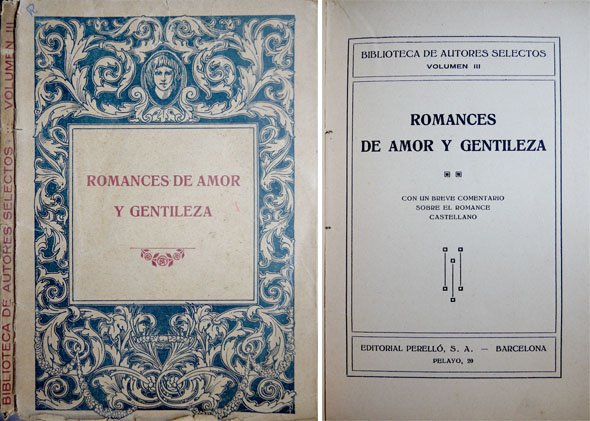 BIBLIOTECA DE AUTORES SELECTOS ::: VOLUMEN III
ROMANCES DE AMOR
Y GENTILEZA
BIBLIOTECA DE AUTORES SELECTOS
VOLUMEN III
ROMANCES
DE AMOR Y GENTILEZA
CON UN BREVE COMENTARIO
SOBRE EL ROMANCE
CASTELLANO
EDITORIAL PERELLÓ, S. A. — BARCELONA
PELAYO, 20